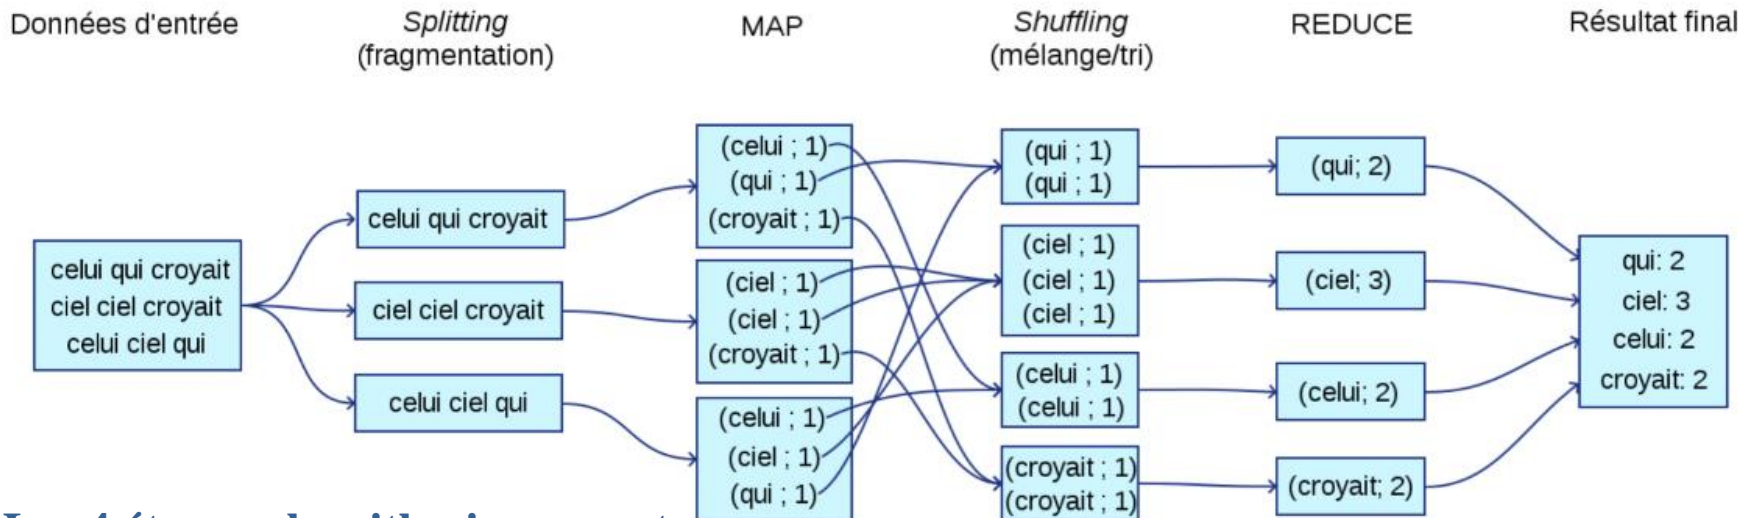 Données d'entrée
Splitting
(fragmentation)
MAP
Shuffling
(mélange/tri)
REDUCE
Résultat final
celui qui croyait
ciel ciel croyait
celui ciel qui
celui qui croyait
ciel ciel croyait
celui ciel qui
(celui ; 1)
(qui ; 1)
(croyait ; 1)
(ciel ; 1)
(ciel ; 1)
(croyait ; 1)
(celui ; 1)
(ciel ; 1)
(qui ; 1)
(qui ; 1)
(qui ; 1)
(ciel ; 1)
(ciel ; 1)
(ciel ; 1)
(celui ; 1)
(celui ; 1)
(croyait ; 1)
(croyait ; 1)
(qui; 2)
(ciel; 3)
(celui; 2)
(croyait; 2)
qui: 2
ciel: 3
celui: 2
croyait: 2